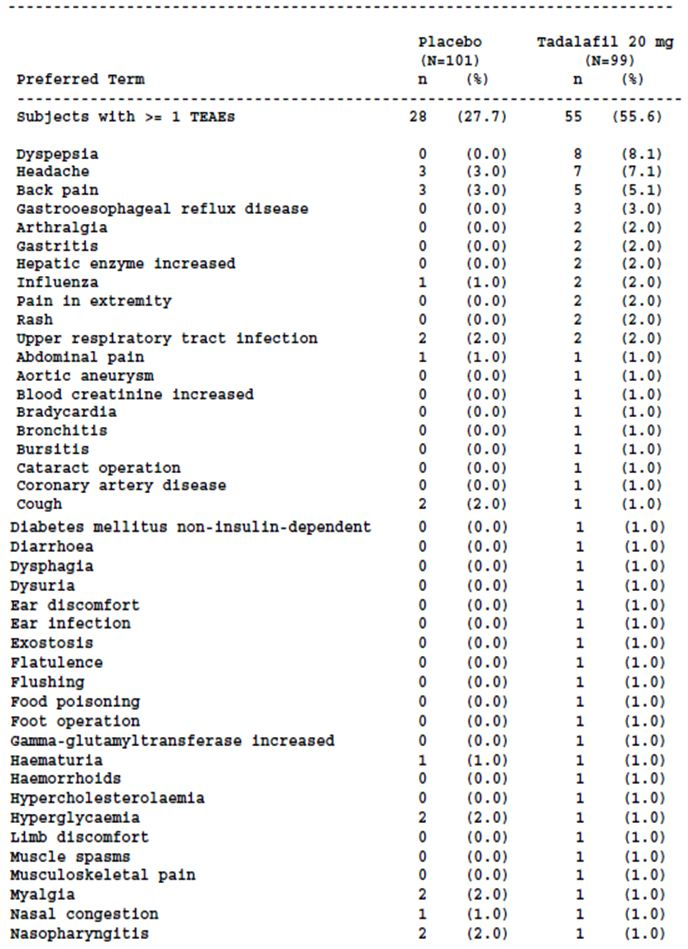 Placebo Tadalafil 20 mg
(N=101) (N=99)
Preferred Term n (%) n (%)
Subjects with >= 1 TEAEs 28 (27.7) 55 (55.6)
Dyspepsia 0 (0.0) 8 (8.1)
Headache 3 (3.0) 7 (7.1)
Back pain 3 (3.0) 5 (5.1)
Gastrooesophageal reflux disease 0 (0.0) 3 (3.0)
Arthralgia 0 (0.0) 2 (2.0)
Gastritis 0 (0.0) 2 (2.0)
Hepatic enzyme increased 0 (0.0) 2 (2.0)
Influenza 1 (1.0) 2 (2.0)
Pain in extremity 0 (0.0) 2 (2.0)
Rash 0 (0.0) 2 (2.0)
Upper respiratory tract infection 2 (2.0) 2 (2.0)
Abdominal pain 1 (1.0) 1 (1.0)
Aortic aneurysm 0 (0.0) 1 (1.0)
Blood creatinine increased 0 (0.0) 1 (1.0)
Bradycardia 0 (0.0) 1 (1.0)
Bronchitis 0 (0.0) 1 (1.0)
Bursitis 0 (0.0) 1 (1.0)
Cataract operation 0 (0.0) 1 (1.0)
Coronary artery disease 0 (0.0) 1 (1.0)
Cough 2 (2.0) 1 (1.0)
Diabetes mellitus non-insulin-dependent 0 (0.0) 1 (1.0)
Diarrhoea 0 (0.0) 1 (1.0)
Dysphagia 0 (0.0) 1 (1.0)
Dysuria 0 (0.0) 1 (1.0)
Ear discomfort 0 (0.0) 1 (1.0)
Ear infection 0 (0.0) 1 (1.0)
Exostosis 0 (0.0) 1 (1.0)
Flatulence 0 (0.0) 1 (1.0)
Flushing 0 (0.0) 1 (1.0)
Food poisoning 0 (0.0) 1 (1.0)
Foot operation 0 (0.0) 1 (1.0)
Gamma-glutamyltransferase increased 0 (0.0) 1 (1.0)
Haematuria 1 (1.0) 1 (1.0)
Haemorrhoids 0 (0.0) 1 (1.0)
Hypercholesterolaemia 0 (0.0) 1 (1.0)
Hyperglycaemia 2 (2.0) 1 (1.0)
Limb discomfort 0 (0.0) 1 (1.0)
Muscle spasms 0 (0.0) 1 (1.0)
Musculoskeletal pain 0 (0.0) 1 (1.0)
Myalgia 2 (2.0) 1 (1.0)
Nasal congestion 1 (1.0) 1 (1.0)
Nasopharyngitis 2 (2.0) 1 (1.0)